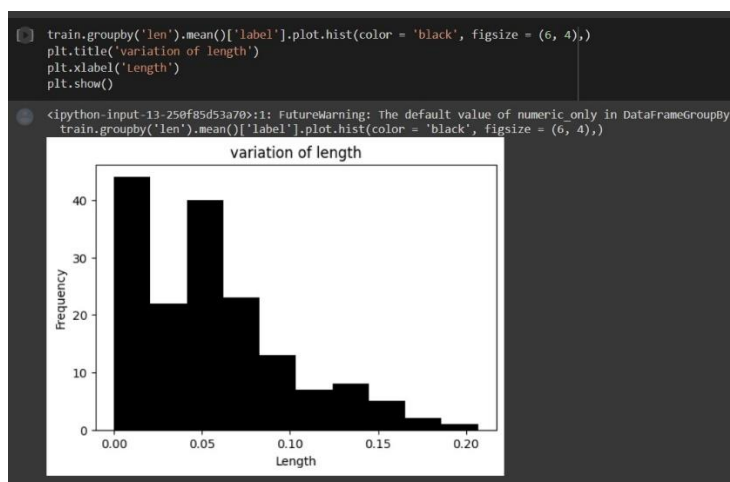 train.groupby('len').mean()['label'].plot.hist(color = 'black', figsize = (6, 4),)
plt.title('variation of length')
plt.xlabel('Length')
plt.show()
<ipython-input-13-250f85d53a70>:1: FutureWarning: The default value of numeric_only in DataFrameGroupBy
train.groupby('len').mean()['label'].plot.hist(color = 'black', figsize = (6, 4),)
variation of length
40
30
Frequency
20
10
0
0.00 0.05 0.10 0.15 0.20
Length